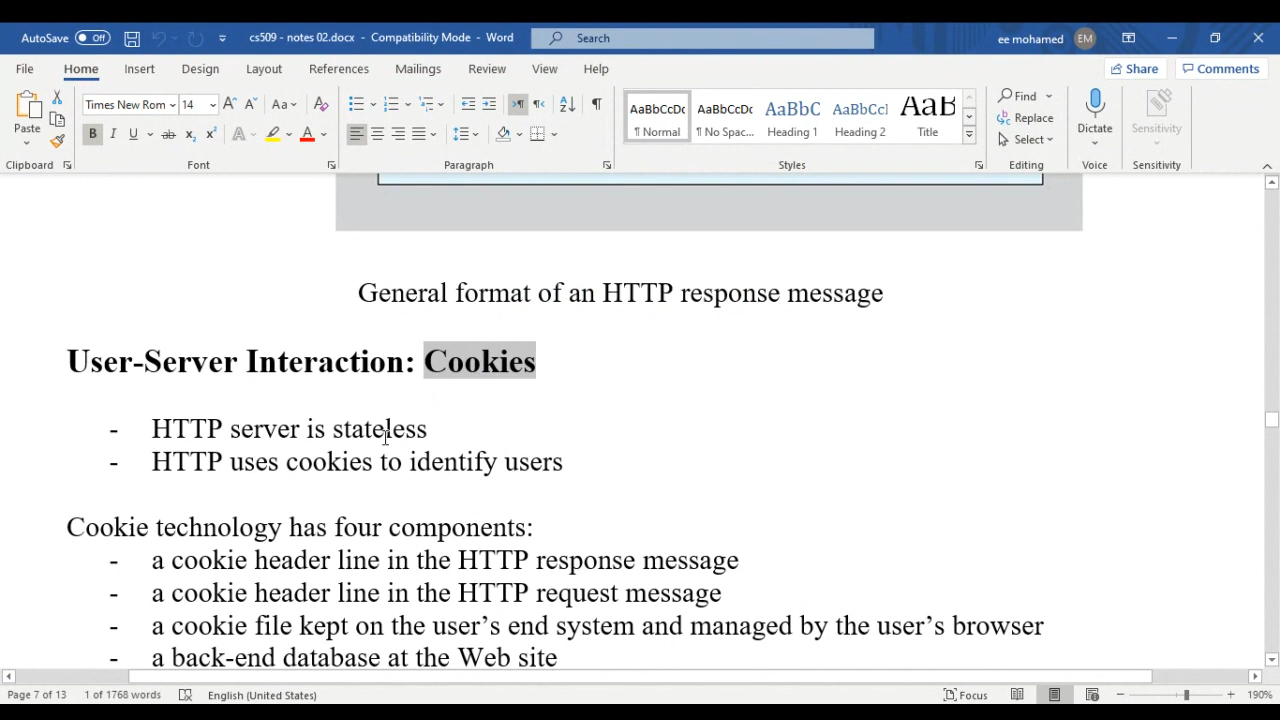 AutoSave Off cs509 - notes 02.docx - Compatibility Mode - Word Search ee mohamed EM
File Home Insert Design Layout References Mailings Review View Help Share Comments
Paste Times New Rom 14 Aa AaBbCcDc AaBbCcDc AaBbC AaBbCcI AaB Find Dictate Sensitivity
B I U ab x₂ x² A A ¶ Normal ¶ No Spac... Heading 1 Heading 2 Title Replace Select
Clipboard Font Paragraph Styles Editing Voice Sensitivity
General format of an HTTP response message
User-Server Interaction: Cookies
- HTTP server is stateless
- HTTP uses cookies to identify users
Cookie technology has four components:
- a cookie header line in the HTTP response message
- a cookie header line in the HTTP request message
- a cookie file kept on the user’s end system and managed by the user’s browser
- a back-end database at the Web site
Page 7 of 13 1 of 1768 words English (United States) Focus 190%